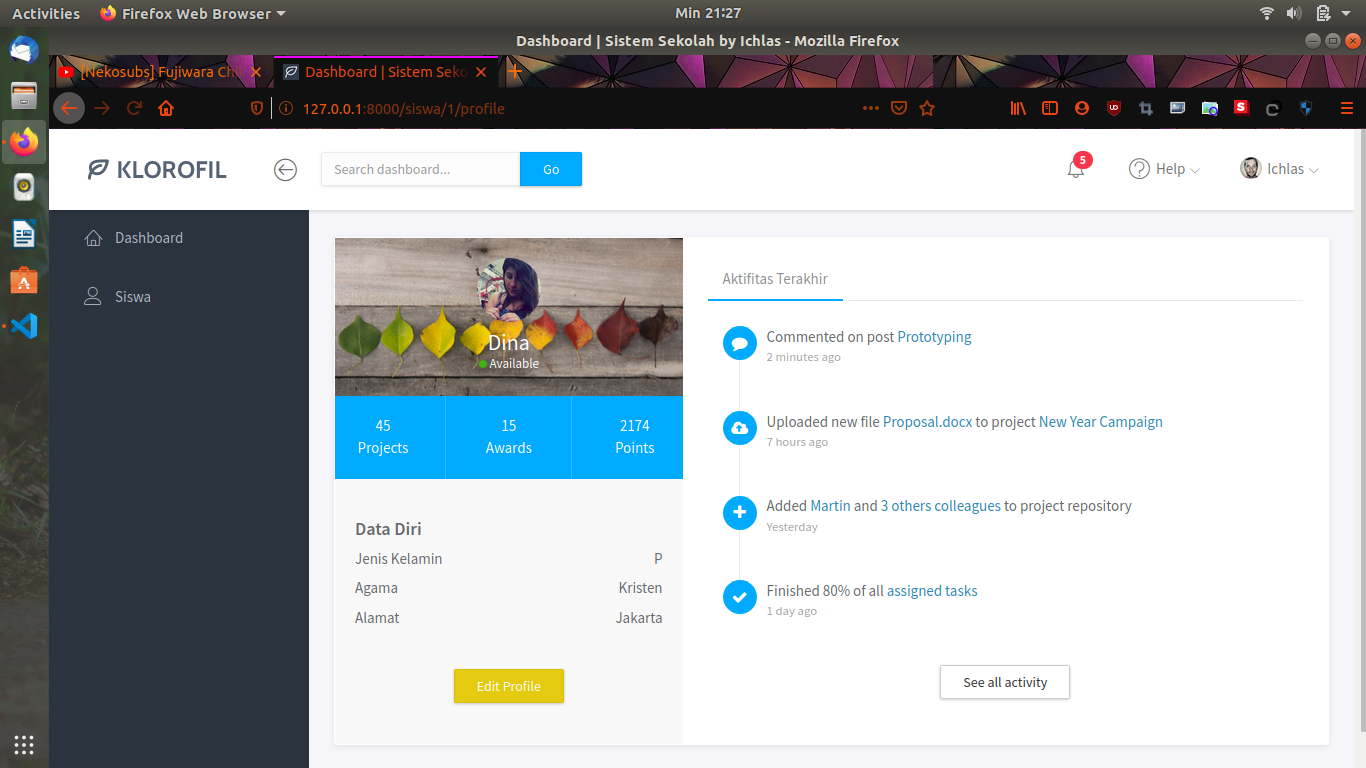 Activities Firefox Web Browser Min 21:27
Dashboard | Sistem Sekolah by Ichlas - Mozilla Firefox
[Nekosubs] Fujiwara Chi Dashboard | Sistem Seko
127.0.0.1:8000/siswa/1/profile
KLOROFIL Search dashboard... Go 5 Help Ichlas
Dashboard
Siswa
Dina
Available
45 15 2174
Projects Awards Points
Data Diri
Jenis Kelamin P
Agama Kristen
Alamat Jakarta
Edit Profile
Aktifitas Terakhir
Commented on post Prototyping
2 minutes ago
Uploaded new file Proposal.docx to project New Year Campaign
7 hours ago
Added Martin and 3 others colleagues to project repository
Yesterday
Finished 80% of all assigned tasks
1 day ago
See all activity